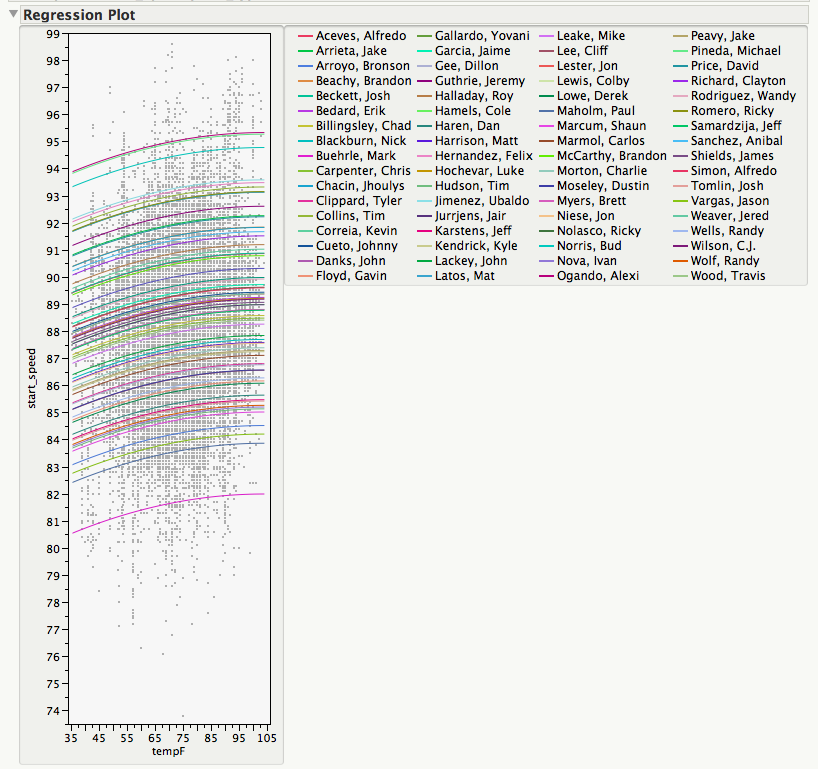 Regression Plot
99
98
97
96
95
94
93
92
91
90
89
88
87
86
85
84
83
82
81
80
79
78
77
76
75
74
start_speed
35 45 55 65 75 85 95 105
tempF
Aceves, Alfredo Gallardo, Yovani Leake, Mike Peavy, Jake
Arrieta, Jake Garcia, Jaime Lee, Cliff Pineda, Michael
Arroyo, Bronson Gee, Dillon Lester, Jon Price, David
Beachy, Brandon Guthrie, Jeremy Lewis, Colby Richard, Clayton
Beckett, Josh Halladay, Roy Lowe, Derek Rodriguez, Wandy
Bedard, Erik Hamels, Cole Maholm, Paul Romero, Ricky
Billingsley, Chad Haren, Dan Marcum, Shaun Samardzija, Jeff
Blackburn, Nick Harrison, Matt Marmol, Carlos Sanchez, Anibal
Buehrle, Mark Hernandez, Felix McCarthy, Brandon Shields, James
Carpenter, Chris Hochevar, Luke Morton, Charlie Simon, Alfredo
Chacin, Jhoulys Hudson, Tim Moseley, Dustin Tomlin, Josh
Clippard, Tyler Jimenez, Ubaldo Myers, Brett Vargas, Jason
Collins, Tim Jurrjens, Jair Niese, Jon Weaver, Jered
Correia, Kevin Karstens, Jeff Nolasco, Ricky Wells, Randy
Cueto, Johnny Kendrick, Kyle Norris, Bud Wilson, C.J.
Danks, John Lackey, John Nova, Ivan Wolf, Randy
Floyd, Gavin Latos, Mat Ogando, Alexi Wood, Travis